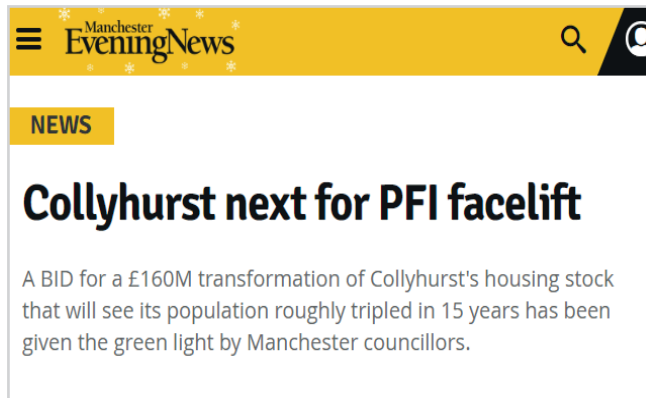 Manchester
EveningNews
NEWS
Collyhurst next for PFI facelift
A BID for a £160M transformation of Collyhurst's housing stock
that will see its population roughly tripled in 15 years has been
given the green light by Manchester councillors.